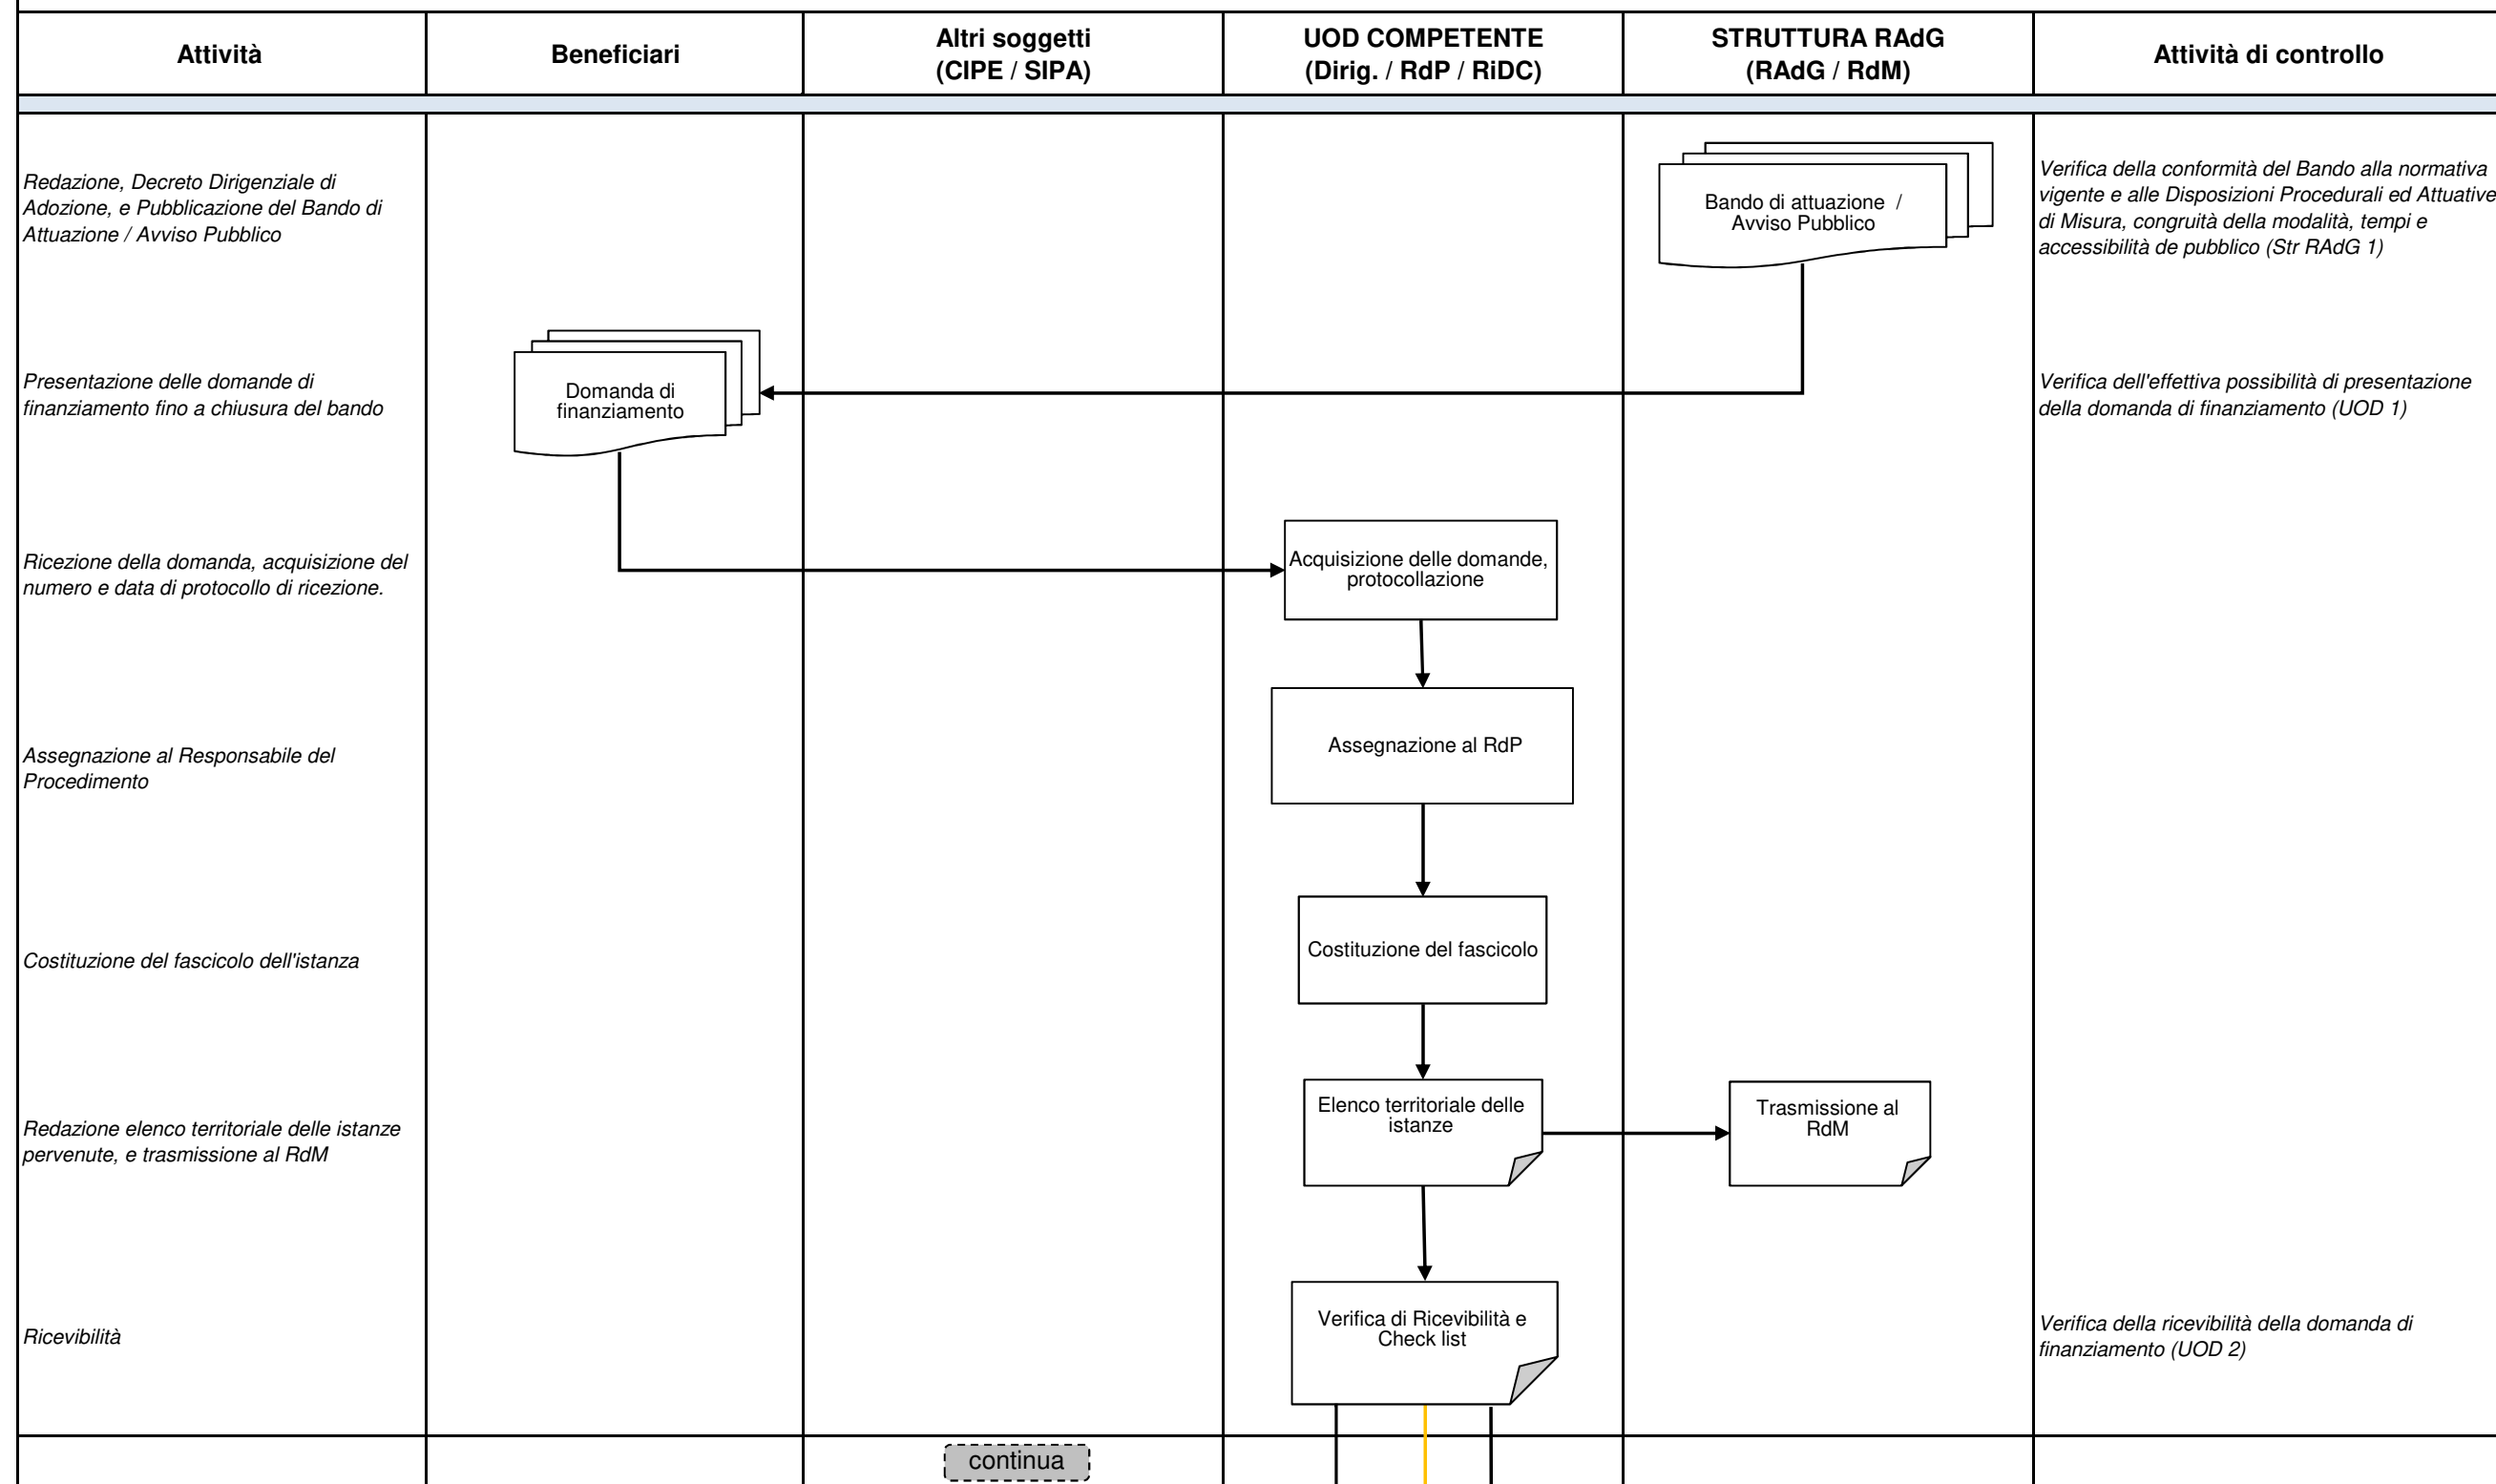 Attività
Beneficiari
Altri soggetti
(CIPE / SIPA)
UOD COMPETENTE
(Dirig. / RdP / RiDC)
STRUTTURA RAdG
(RAdG / RdM)
Attività di controllo
Redazione, Decreto Dirigenziale di
Adozione, e Pubblicazione del Bando di
Attuazione / Avviso Pubblico
Bando di attuazione /
Avviso Pubblico
Verifica della conformità del Bando alla normativa
vigente e alle Disposizioni Procedurali ed Attuative
di Misura, congruità della modalità, tempi e
accessibilità de pubblico (Str RAdG 1)
Presentazione delle domande di
finanziamento fino a chiusura del bando
Domanda di
finanziamento
Verifica dell'effettiva possibilità di presentazione
della domanda di finanziamento (UOD 1)
Ricezione della domanda, acquisizione del
numero e data di protocollo di ricezione.
Acquisizione delle domande,
protocollazione
Assegnazione al Responsabile del
Procedimento
Assegnazione al RdP
Costituzione del fascicolo dell'istanza
Costituzione del fascicolo
Redazione elenco territoriale delle istanze
pervenute, e trasmissione al RdM
Elenco territoriale delle
istanze
Trasmissione al
RdM
Ricevibilità
Verifica di Ricevibilità e
Check list
Verifica della ricevibilità della domanda di
finanziamento (UOD 2)
continua